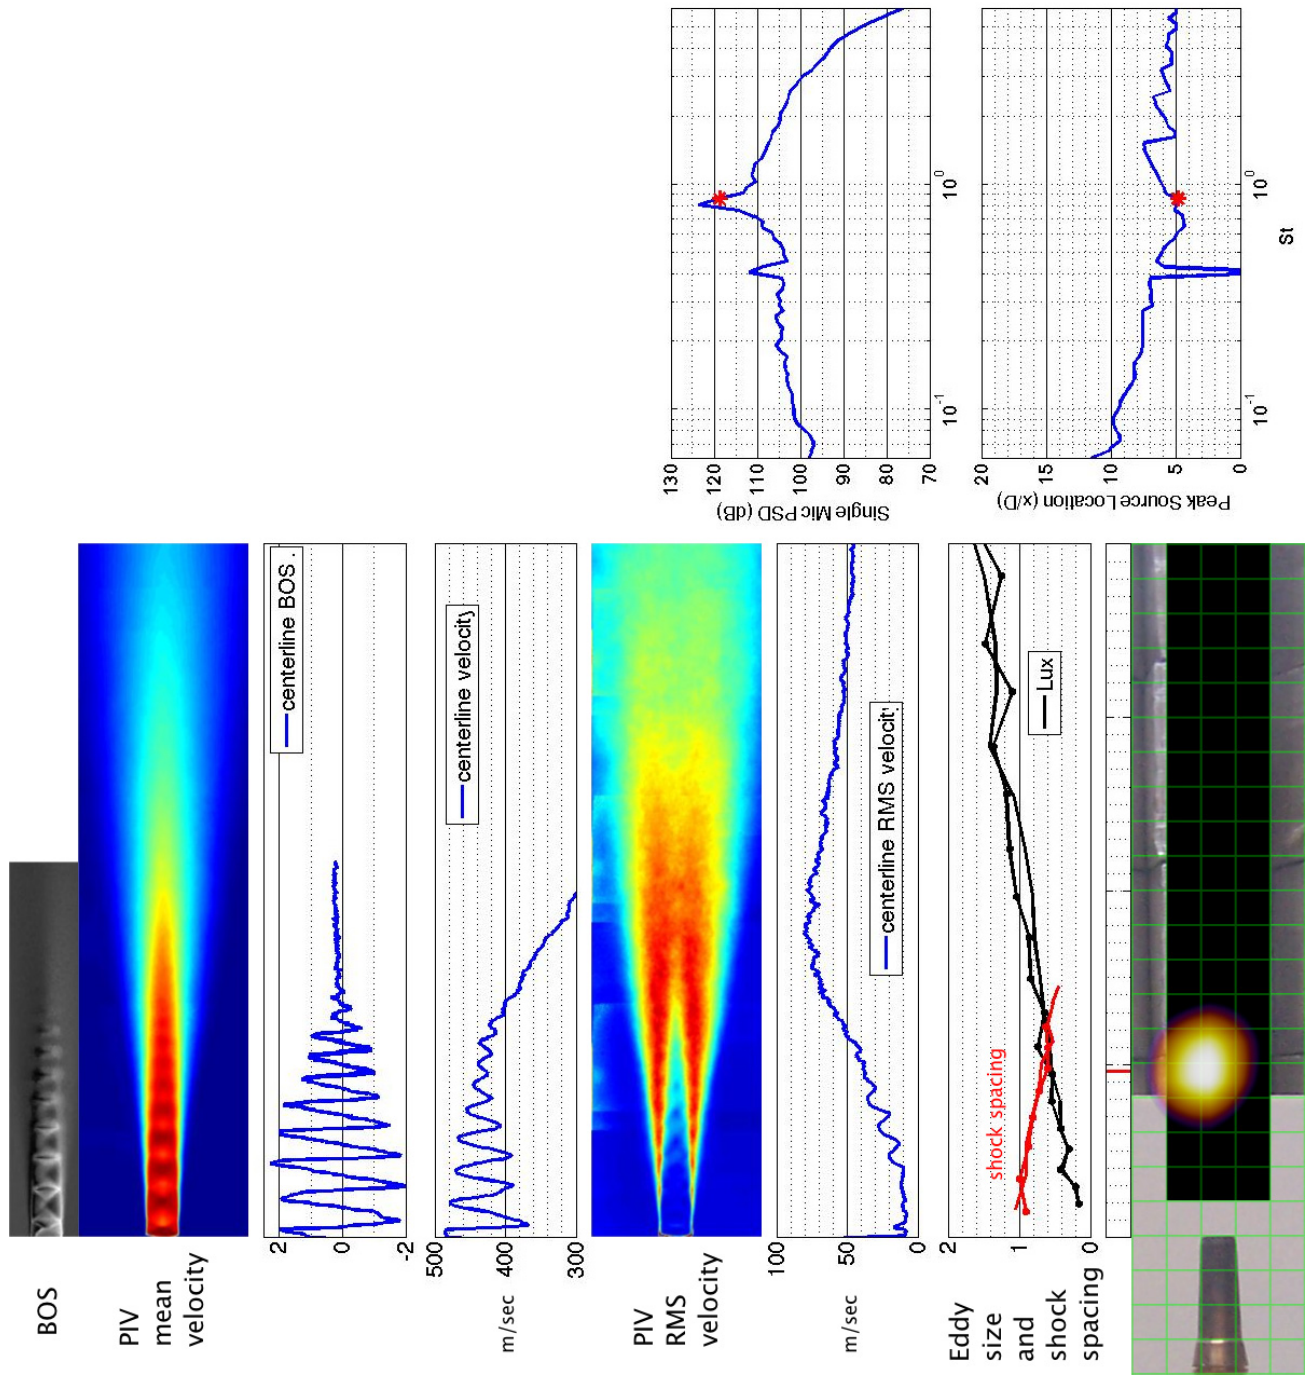 BOS
PIV
mean
velocity
centerline BOS.
2
0
-2
centerline velocity
500
400
300
m/sec
PIV
RMS
velocity
centerline RMS velocit
100
50
0
m/sec
Eddy
size
and
shock
spacing
shock spacing
Lux
2
1
0
130
120
110
100
90
80
70
Single Mic PSD (dB)
10-1
100
20
15
10
5
0
Peak Source Location (x/D)
10-1
100
St